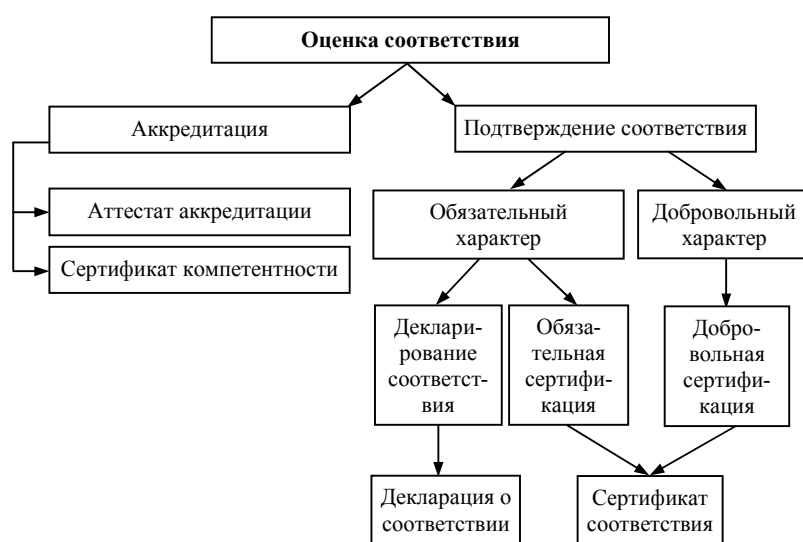 Оценка соответствия
Аккредитация
Подтверждение соответствия
Аттестат аккредитации
Сертификат компетентности
Обязательный
характер
Добровольный
характер
Деклари-
рование
соответст-
вия
Обяза-
тельная
сертифи-
кация
Добро-
вольная
сертифи-
кация
Декларация о
соответствии
Сертификат
соответствия